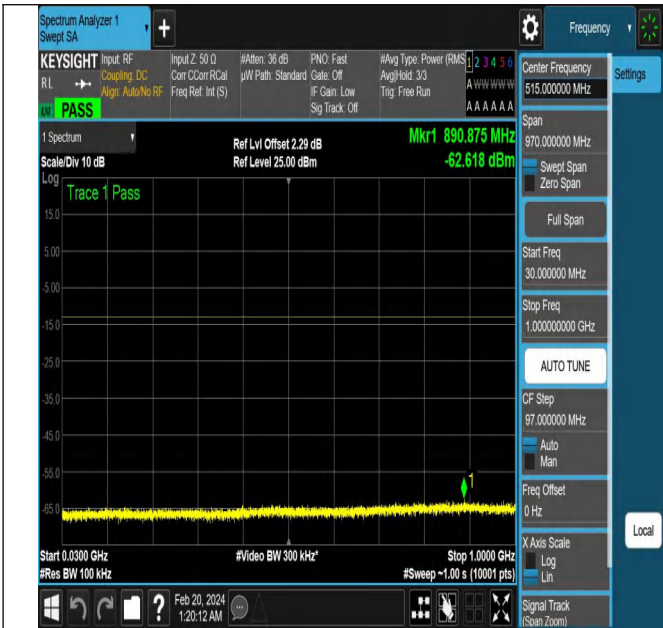 Spectrum Analyzer 1
Swept SA
+
Frequency
KEYSIGHT
RL
PASS
Input: RF
Coupling: DC
Align: Auto/No RF
Input Z: 50 Ω
Corr CCorr RCal
Freq Ref: Int (S)
#Atten: 36 dB
µW Path: Standard
PNO: Fast
Gate: Off
IF Gain: Low
Sig Track: Off
#Avg Type: Power (RMS
Avg|Hold: 3/3
Trig: Free Run
1 2 3 4 5 6
A W W W W W
A A A A A A
1 Spectrum
Scale/Div 10 dB
Ref Lvl Offset 2.29 dB
Ref Level 25.00 dBm
Mkr1 890.875 MHz
-62.618 dBm
Log
Trace 1 Pass
15.0
5.00
-5.00
-15.0
-25.0
-35.0
-45.0
-55.0
-65.0
1
Start 0.0300 GHz
#Res BW 100 kHz
#Video BW 300 kHz*
Stop 1.0000 GHz
#Sweep ~1.00 s (10001 pts)
Feb 20, 2024
1:20:12 AM
?
Settings
Center Frequency
515.000000 MHz
Span
970.000000 MHz
Swept Span
Zero Span
Full Span
Start Freq
30.000000 MHz
Stop Freq
1.000000000 GHz
AUTO TUNE
CF Step
97.000000 MHz
Auto
Man
Freq Offset
0 Hz
X Axis Scale
Log
Lin
Signal Track
(Span Zoom)
Local